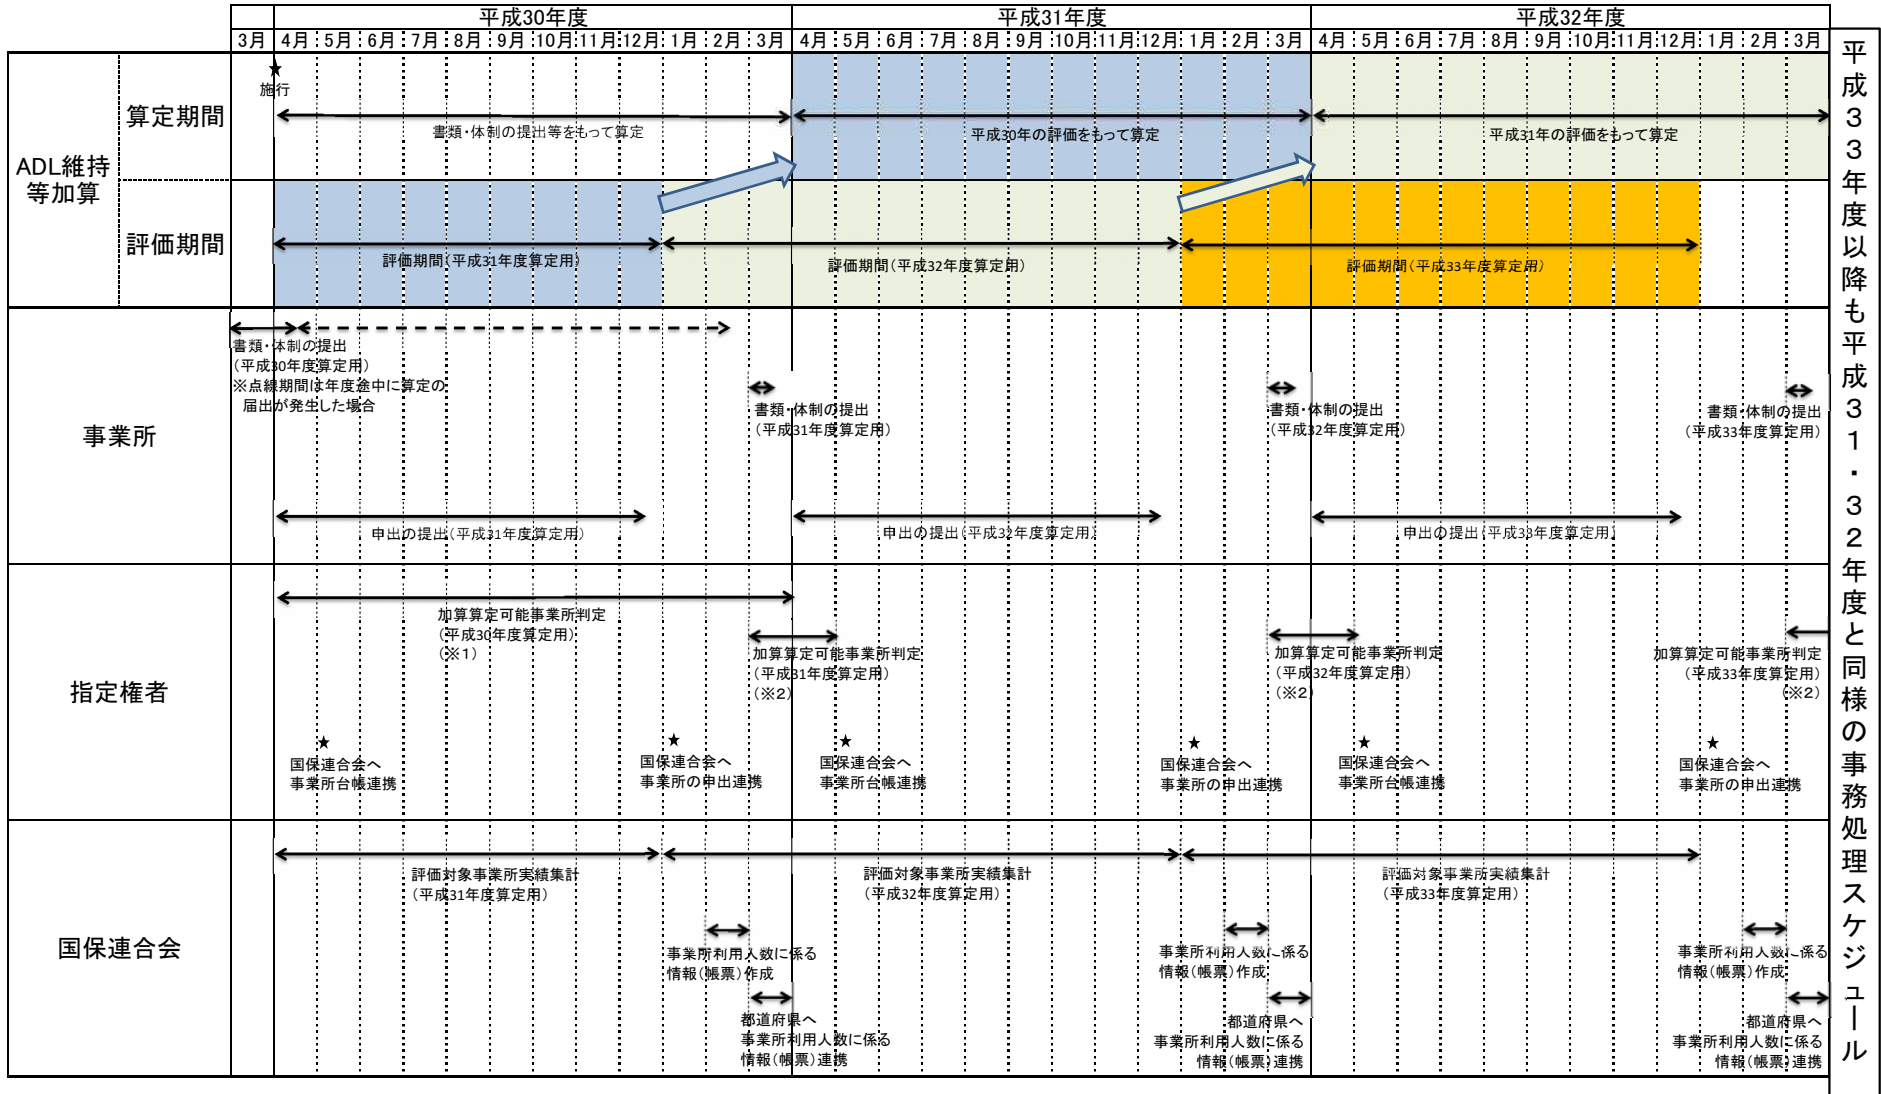 平成30年度
平成31年度
平成32年度
3月 4月 5月 6月 7月 8月 9月 10月 11月 12月 1月 2月 3月 4月 5月 6月 7月 8月 9月 10月 11月 12月 1月 2月 3月 4月 5月 6月 7月 8月 9月 10月 11月 12月 1月 2月 3月
ADL維持
等加算
算定期間
★
施行
書類・体制の提出等をもって算定
平成30年の評価をもって算定
平成31年の評価をもって算定
評価期間
評価期間(平成31年度算定用)
評価期間(平成32年度算定用)
評価期間(平成33年度算定用)
事業所
書類・体制の提出
(平成30年度算定用)
※点線期間は年度途中に算定の
届出が発生した場合
書類・体制の提出
(平成31年度算定用)
書類・体制の提出
(平成32年度算定用)
書類・体制の提出
(平成33年度算定用)
申出の提出(平成31年度算定用)
申出の提出(平成32年度算定用)
申出の提出(平成33年度算定用)
指定権者
加算算定可能事業所判定
(平成30年度算定用)
(※1)
加算算定可能事業所判定
(平成31年度算定用)
(※2)
加算算定可能事業所判定
(平成32年度算定用)
(※2)
加算算定可能事業所判定
(平成33年度算定用)
(※2)
★
国保連合会へ
事業所台帳連携
★
国保連合会へ
事業所の申出連携
★
国保連合会へ
事業所台帳連携
★
国保連合会へ
事業所の申出連携
★
国保連合会へ
事業所台帳連携
★
国保連合会へ
事業所の申出連携
国保連合会
評価対象事業所実績集計
(平成31年度算定用)
評価対象事業所実績集計
(平成32年度算定用)
評価対象事業所実績集計
(平成33年度算定用)
事業所利用人数に係る
情報(帳票)作成
事業所利用人数に係る
情報(帳票)作成
事業所利用人数に係る
情報(帳票)作成
都道府県へ
事業所利用人数に係る
情報(帳票)連携
都道府県へ
事業所利用人数に係る
情報(帳票)連携
都道府県へ
事業所利用人数に係る
情報(帳票)連携
平成33年度以降も平成31・32年度と同様の事務処理スケジュール